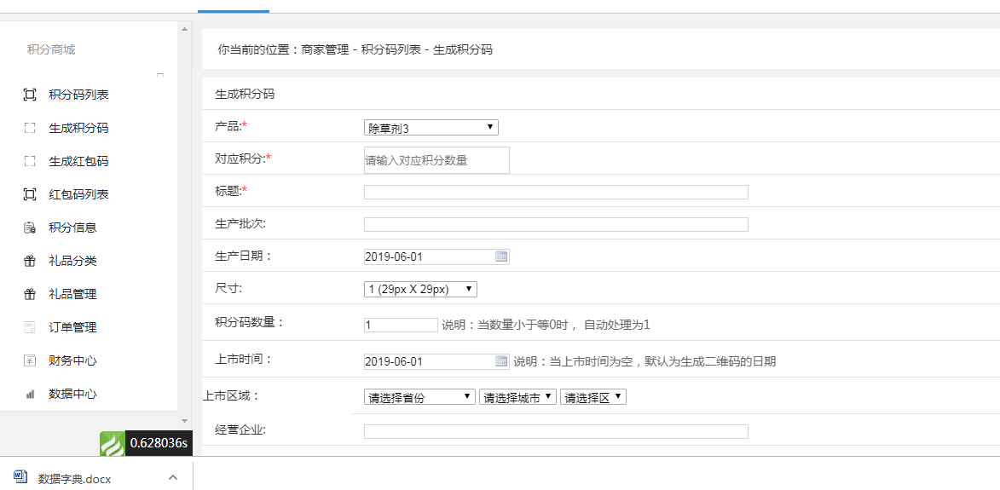 积分商城
积分码列表
生成积分码
生成红包码
红包码列表
积分信息
礼品分类
礼品管理
订单管理
财务中心
数据中心
你当前的位置：商家管理 - 积分码列表 - 生成积分码
生成积分码
产品:* 除草剂3
对应积分:* 请输入对应积分数量
标题:*
生产批次:
生产日期： 2019-06-01
尺寸: 1 (29px X 29px)
积分码数量： 1 说明：当数量小于等0时， 自动处理为1
上市时间： 2019-06-01 说明：当上市时间为空，默认为生成二维码的日期
上市区域： 请选择省份 请选择城市 请选择区
经营企业:
0.628036s
数据字典.docx